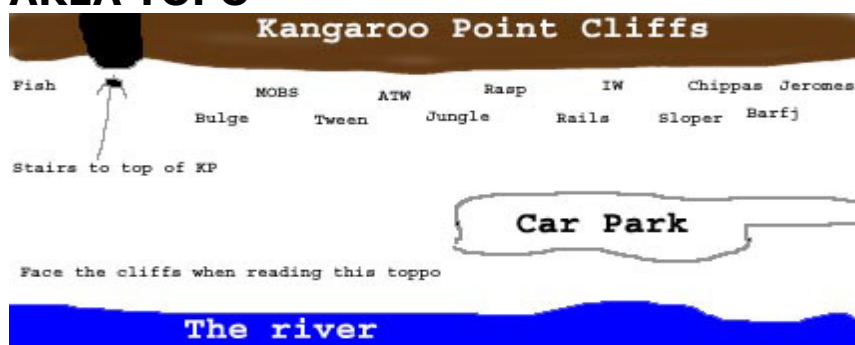 AREA TOPO
Kangaroo Point Cliffs
Fish MOBS ATW Rasp IW Chippas Jeromes
Bulge Tween Jungle Rails Sloper Barfj
Stairs to top of KP
Car Park
Face the cliffs when reading this toppo
The river